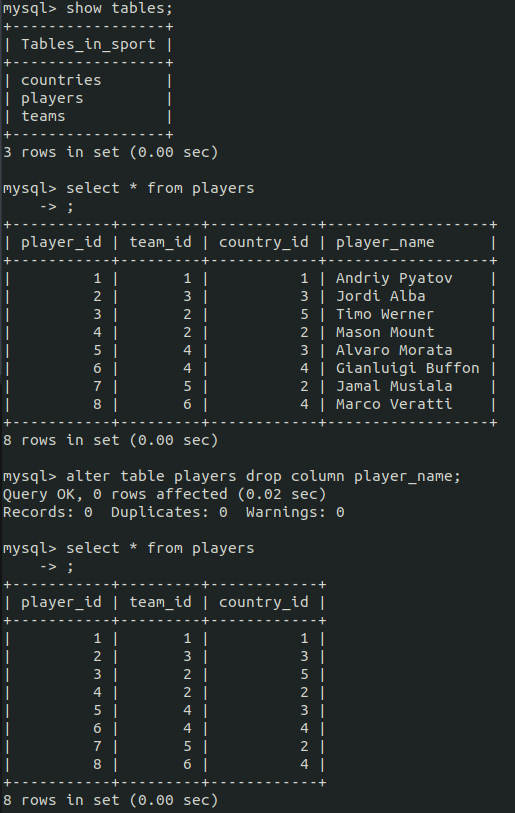 mysql> show tables;
+-----------------+
| Tables_in_sport |
+-----------------+
| countries       |
| players         |
| teams           |
+-----------------+
3 rows in set (0.00 sec)

mysql> select * from players
    -> ;
+-----------+---------+------------+------------------+
| player_id | team_id | country_id | player_name      |
+-----------+---------+------------+------------------+
|         1 |       1 |          1 | Andriy Pyatov    |
|         2 |       3 |          3 | Jordi Alba       |
|         3 |       2 |          5 | Timo Werner      |
|         4 |       2 |          2 | Mason Mount      |
|         5 |       4 |          3 | Alvaro Morata    |
|         6 |       4 |          4 | Gianluigi Buffon |
|         7 |       5 |          2 | Jamal Musiala    |
|         8 |       6 |          4 | Marco Veratti    |
+-----------+---------+------------+------------------+
8 rows in set (0.00 sec)

mysql> alter table players drop column player_name;
Query OK, 0 rows affected (0.02 sec)
Records: 0  Duplicates: 0  Warnings: 0

mysql> select * from players
    -> ;
+-----------+---------+------------+
| player_id | team_id | country_id |
+-----------+---------+------------+
|         1 |       1 |          1 |
|         2 |       3 |          3 |
|         3 |       2 |          5 |
|         4 |       2 |          2 |
|         5 |       4 |          3 |
|         6 |       4 |          4 |
|         7 |       5 |          2 |
|         8 |       6 |          4 |
+-----------+---------+------------+
8 rows in set (0.00 sec)